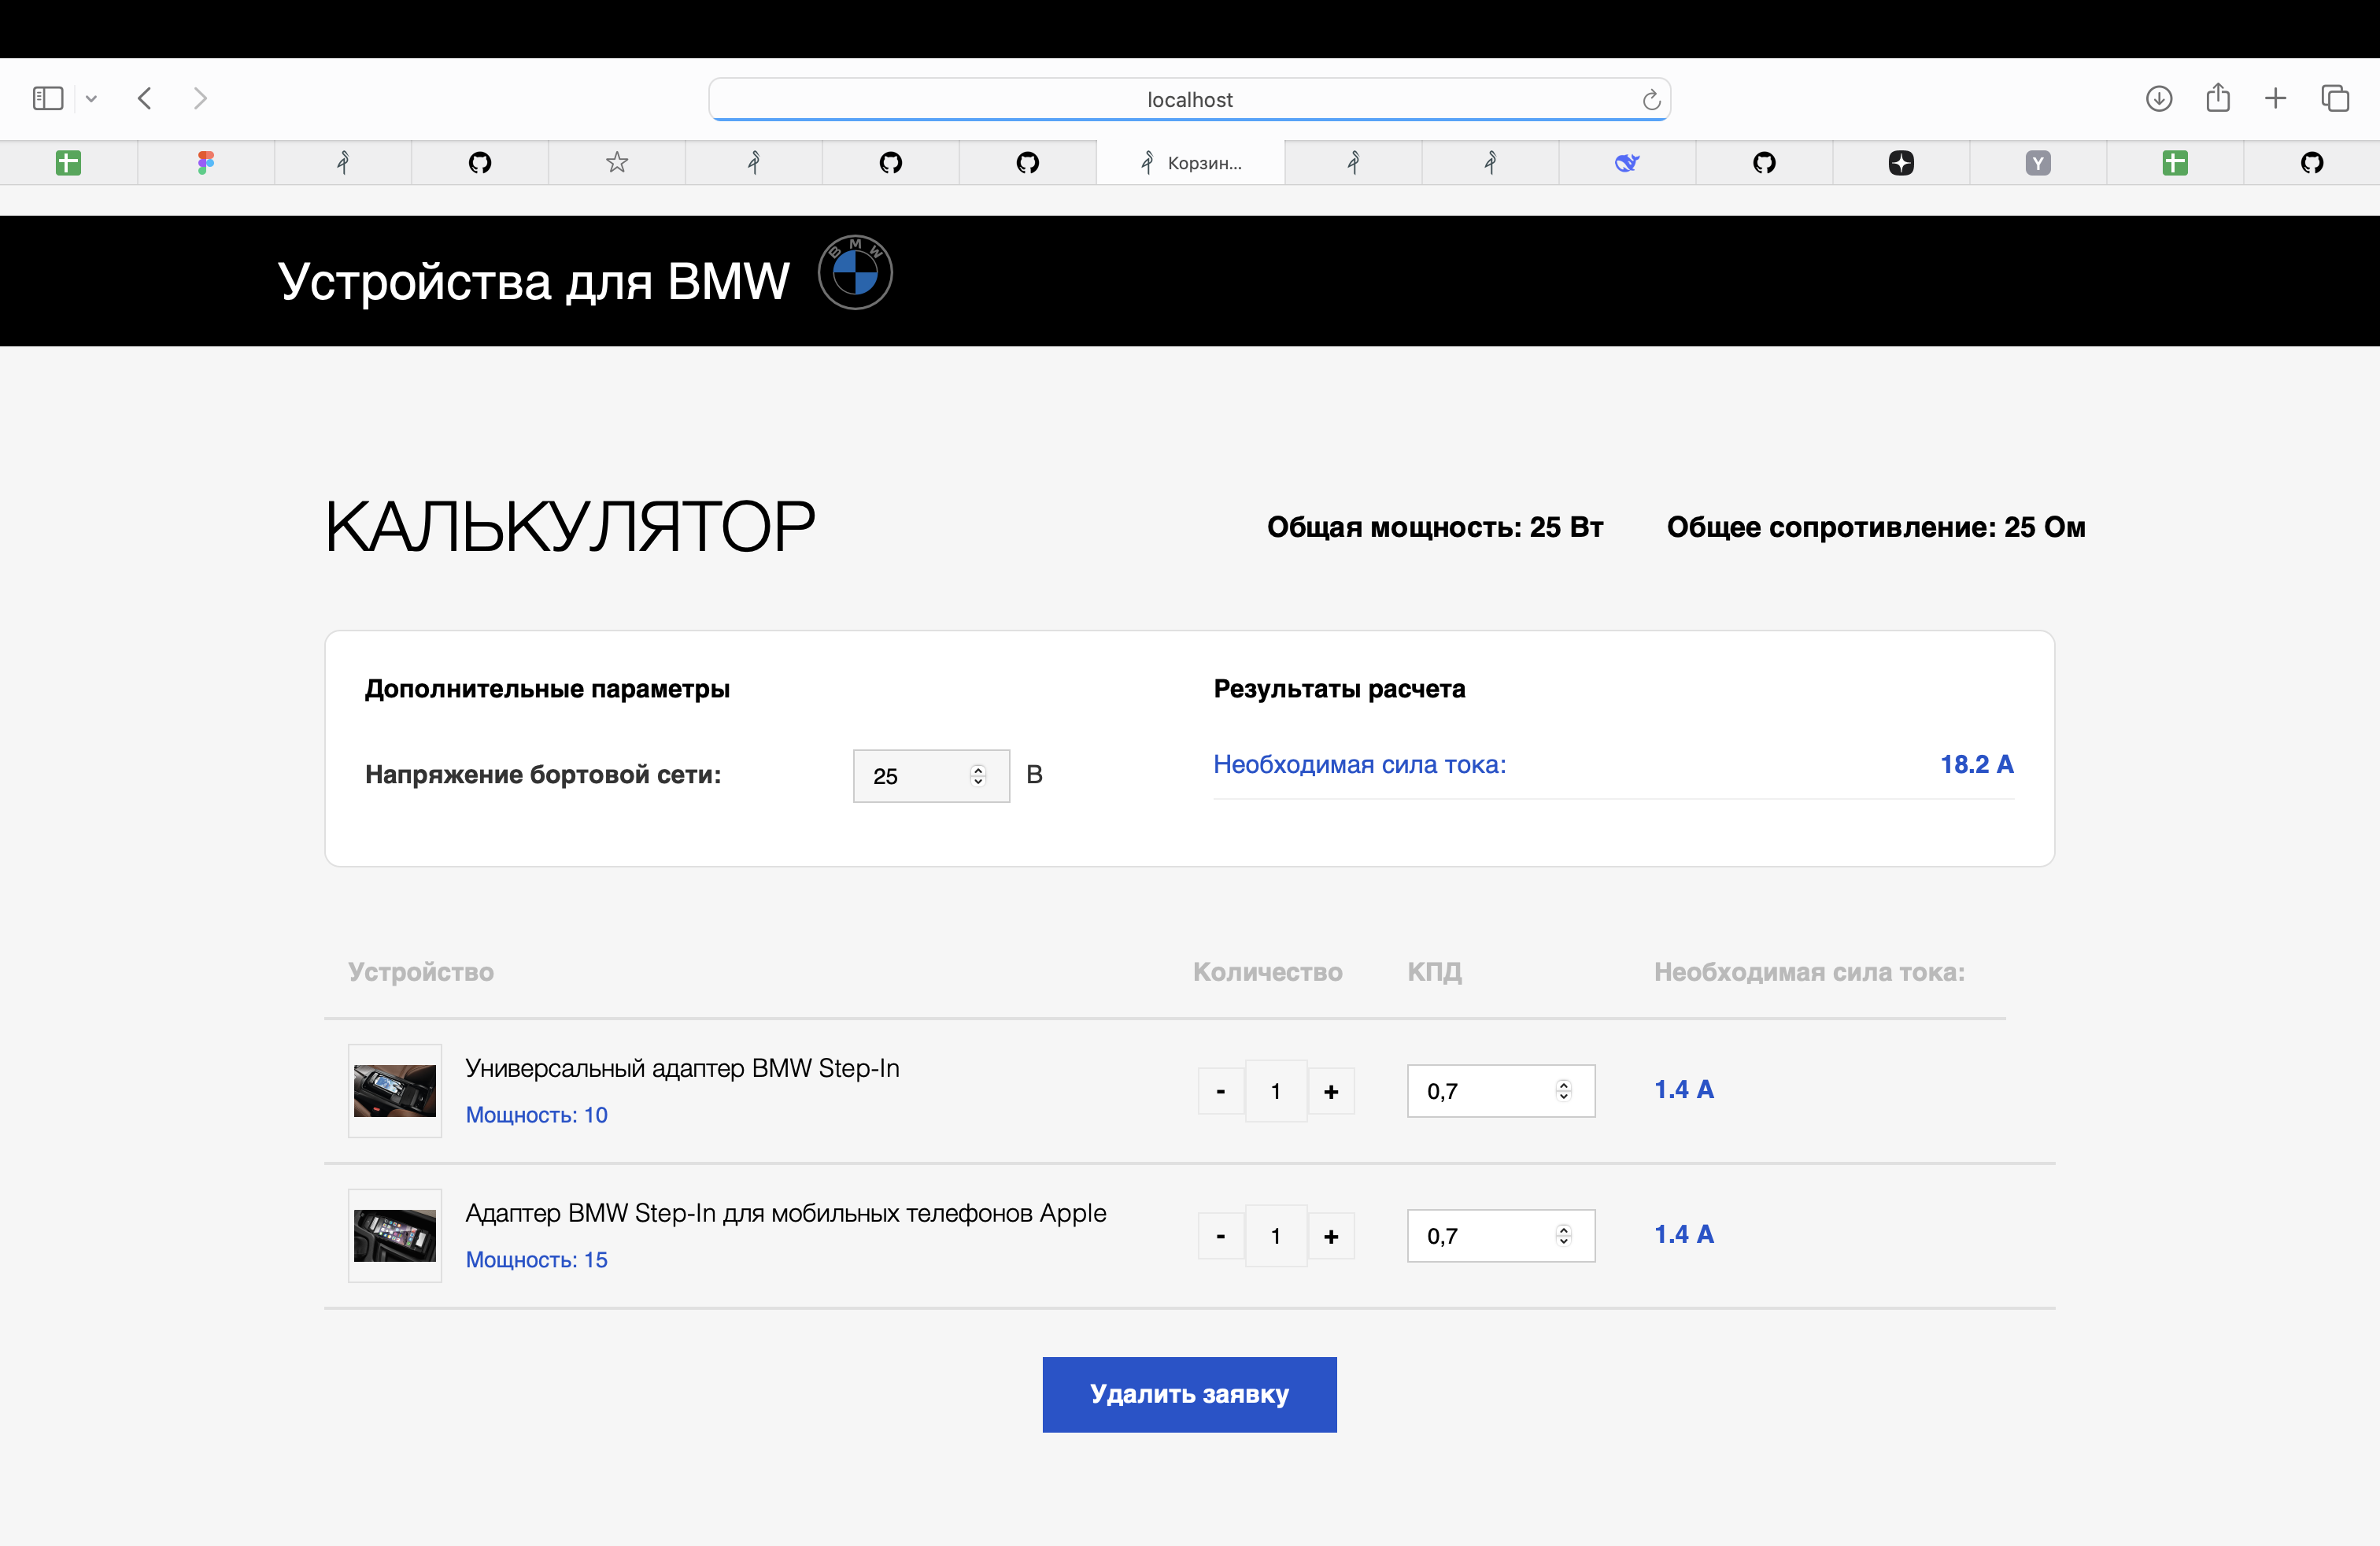 localhost
Корзин...
Y
Устройства для BMW
BMW
КАЛЬКУЛЯТОР
Общая мощность: 25 Вт Общее сопротивление: 25 Ом
Дополнительные параметры
Результаты расчета
Напряжение бортовой сети: 25 В
Необходимая сила тока: 18.2 А
Устройство Количество КПД Необходимая сила тока:
Универсальный адаптер BMW Step-In
Мощность: 10
- 1 + 0,7 1.4 А
Адаптер BMW Step-In для мобильных телефонов Apple
Мощность: 15
- 1 + 0,7 1.4 А
Удалить заявку